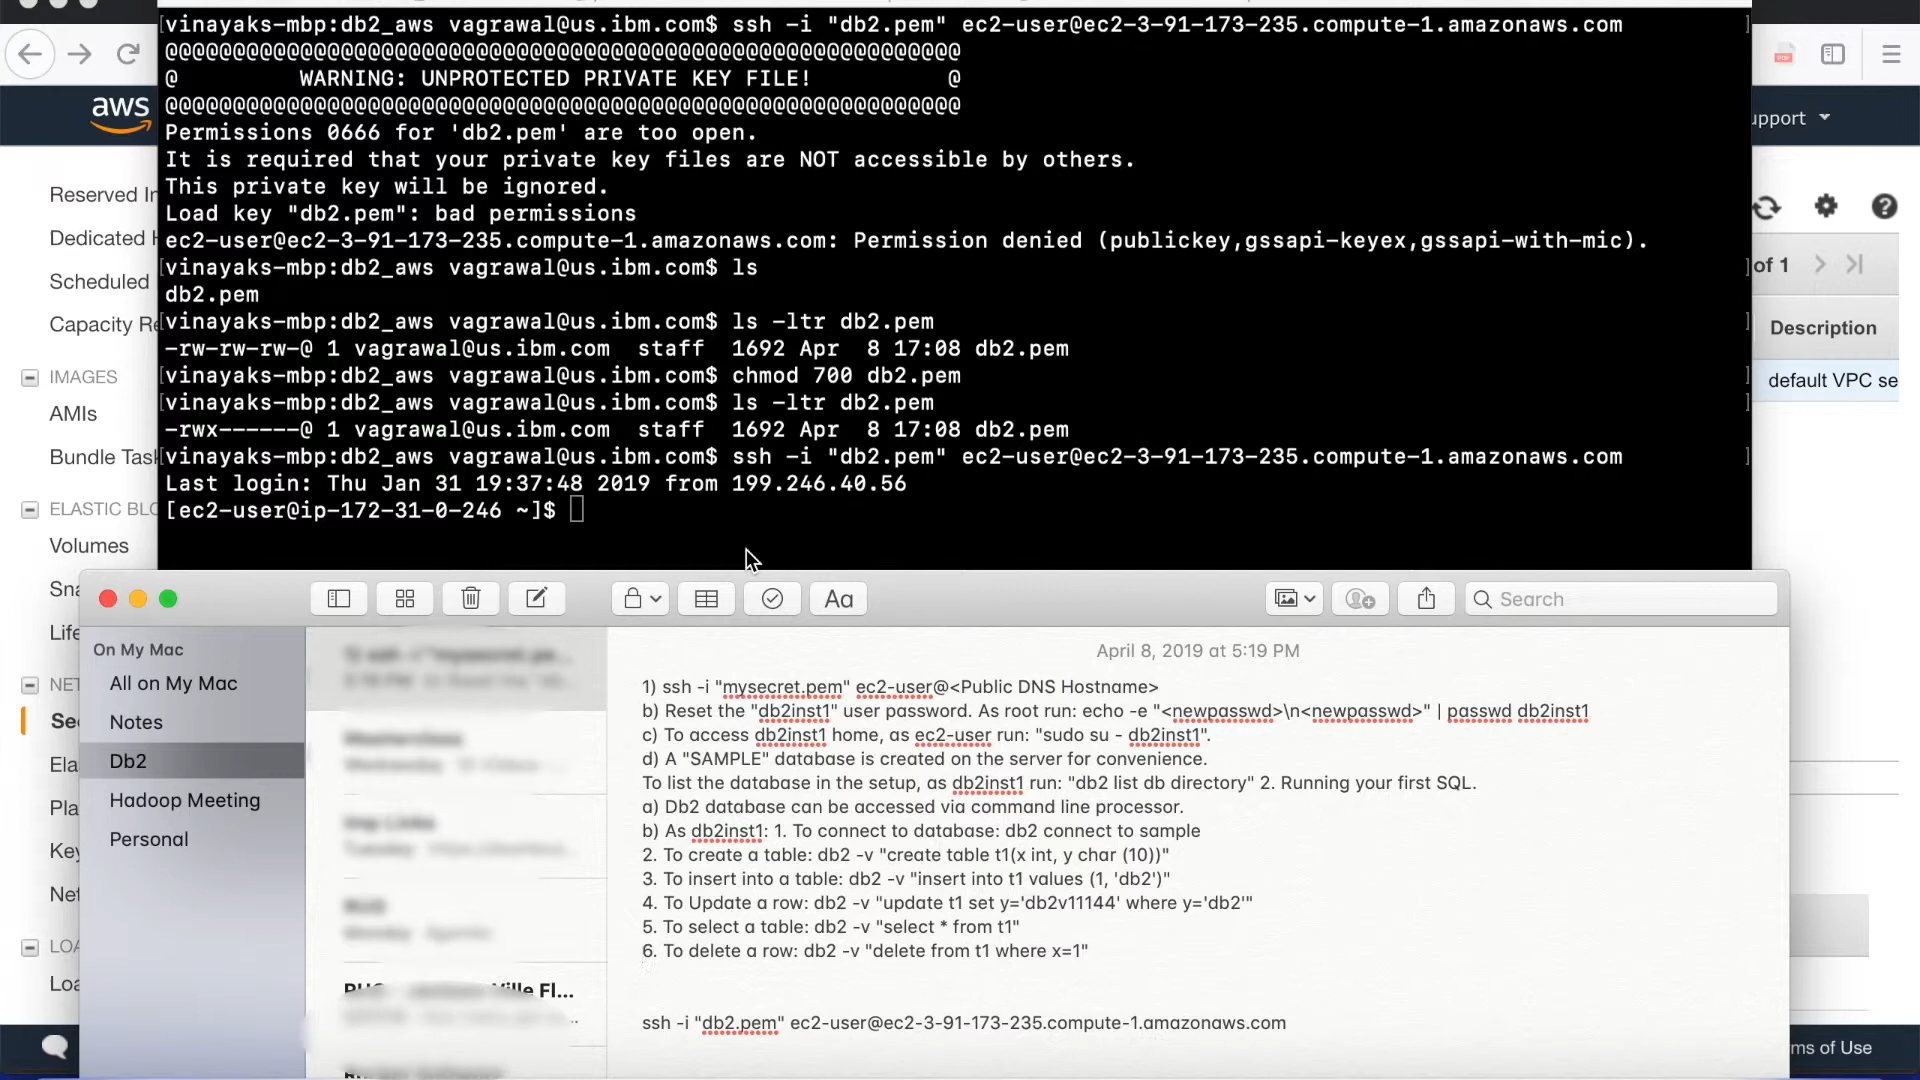 [vinayaks-mbp:db2_aws vagrawal@us.ibm.com$ ssh -i "db2.pem" ec2-user@ec2-3-91-173-235.compute-1.amazonaws.com ]
@@@@@@@@@@@@@@@@@@@@@@@@@@@@@@@@@@@@@@@@@@@@@@@@@@@@@@@@@@@
@         WARNING: UNPROTECTED PRIVATE KEY FILE!          @
@@@@@@@@@@@@@@@@@@@@@@@@@@@@@@@@@@@@@@@@@@@@@@@@@@@@@@@@@@@
Permissions 0666 for 'db2.pem' are too open.
It is required that your private key files are NOT accessible by others.
This private key will be ignored.
Load key "db2.pem": bad permissions
ec2-user@ec2-3-91-173-235.compute-1.amazonaws.com: Permission denied (publickey,gssapi-keyex,gssapi-with-mic).
[vinayaks-mbp:db2_aws vagrawal@us.ibm.com$ ls ]
db2.pem
[vinayaks-mbp:db2_aws vagrawal@us.ibm.com$ ls -ltr db2.pem ]
-rw-rw-rw-@ 1 vagrawal@us.ibm.com  staff  1692 Apr  8 17:08 db2.pem
[vinayaks-mbp:db2_aws vagrawal@us.ibm.com$ chmod 700 db2.pem ]
[vinayaks-mbp:db2_aws vagrawal@us.ibm.com$ ls -ltr db2.pem ]
-rwx------@ 1 vagrawal@us.ibm.com  staff  1692 Apr  8 17:08 db2.pem
[vinayaks-mbp:db2_aws vagrawal@us.ibm.com$ ssh -i "db2.pem" ec2-user@ec2-3-91-173-235.compute-1.amazonaws.com ]
Last login: Thu Jan 31 19:37:48 2019 from 199.246.40.56
[ec2-user@ip-172-31-0-246 ~]$
aws
upport
Reserved In
Dedicated H
Scheduled
Capacity Re
IMAGES
AMIs
Bundle Task
ELASTIC BLO
Volumes
Sna
Life
NET
Sec
Ela
Pla
Key
Net
LOA
Loa
of 1
Description
default VPC se
ms of Use
Aa
Search
On My Mac
All on My Mac
Notes
Db2
Hadoop Meeting
Personal
ille Fl...
April 8, 2019 at 5:19 PM
1) ssh -i "mysecret.pem" ec2-user@<Public DNS Hostname>
b) Reset the "db2inst1" user password. As root run: echo -e "<newpasswd>\n<newpasswd>" | passwd db2inst1
c) To access db2inst1 home, as ec2-user run: "sudo su - db2inst1".
d) A "SAMPLE" database is created on the server for convenience.
To list the database in the setup, as db2inst1 run: "db2 list db directory" 2. Running your first SQL.
a) Db2 database can be accessed via command line processor.
b) As db2inst1: 1. To connect to database: db2 connect to sample
2. To create a table: db2 -v "create table t1(x int, y char (10))"
3. To insert into a table: db2 -v "insert into t1 values (1, 'db2')"
4. To Update a row: db2 -v "update t1 set y='db2v11144' where y='db2'"
5. To select a table: db2 -v "select * from t1"
6. To delete a row: db2 -v "delete from t1 where x=1"
ssh -i "db2.pem" ec2-user@ec2-3-91-173-235.compute-1.amazonaws.com